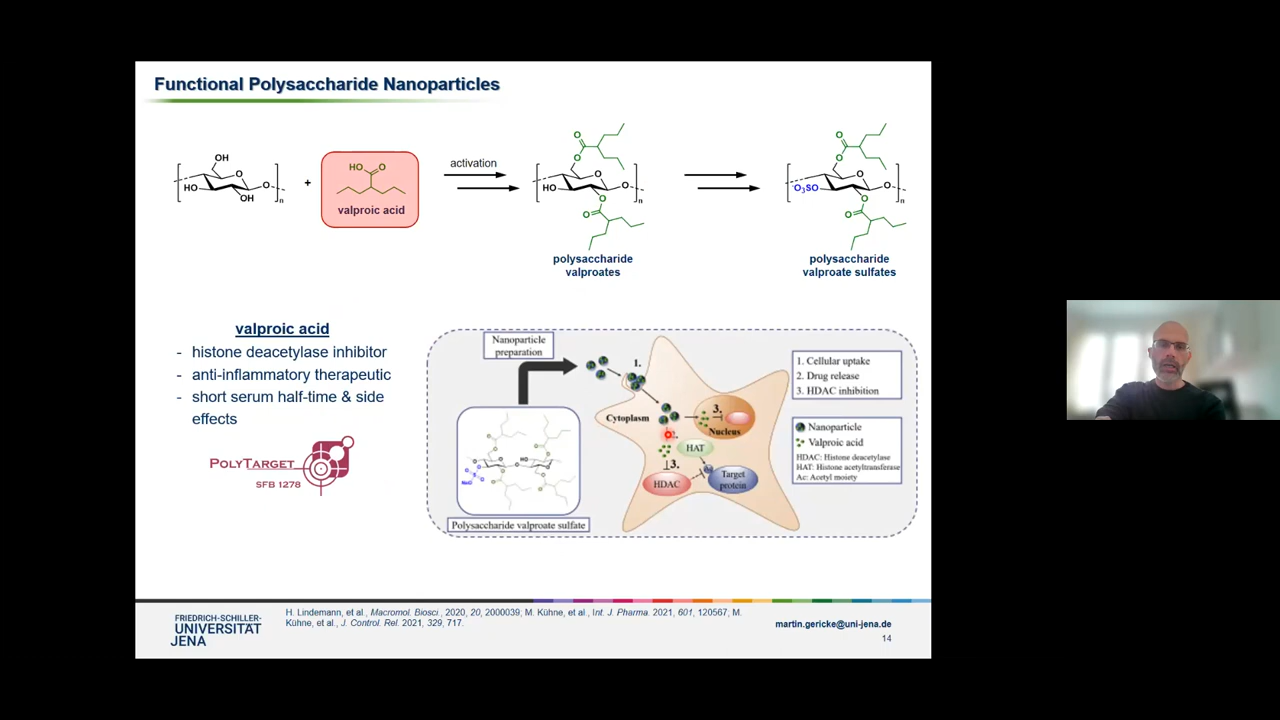 Functional Polysaccharide Nanoparticles
OH
O
HO
O
OH
n
+
HO
O
valproic acid
activation
O
O
O
HO
O
O
O
n
polysaccharide
valproates
O
O
O
⁻O₃SO
O
O
O
n
polysaccharide
valproate sulfates
valproic acid
- histone deacetylase inhibitor
- anti-inflammatory therapeutic
- short serum half-time & side
effects
POLYTARGET
SFB 1278
Nanoparticle
preparation
Polysaccharide valproate sulfate
1.
Cytoplasm
2.
3.
Nucleus
HAT
3.
HDAC
Target
protein
1. Cellular uptake
2. Drug release
3. HDAC inhibition
Nanoparticle
Valproic acid
HDAC: Histone deacetylase
HAT: Histone acetyltransferase
Ac: Acetyl moiety
FRIEDRICH-SCHILLER-
UNIVERSITÄT
JENA
H. Lindemann, et al., Macromol. Biosci., 2020, 20, 2000039; M. Kühne, et al., Int. J. Pharma. 2021, 601, 120567; M.
Kühne, et al., J. Control. Rel. 2021, 329, 717.
martin.gericke@uni-jena.de
14